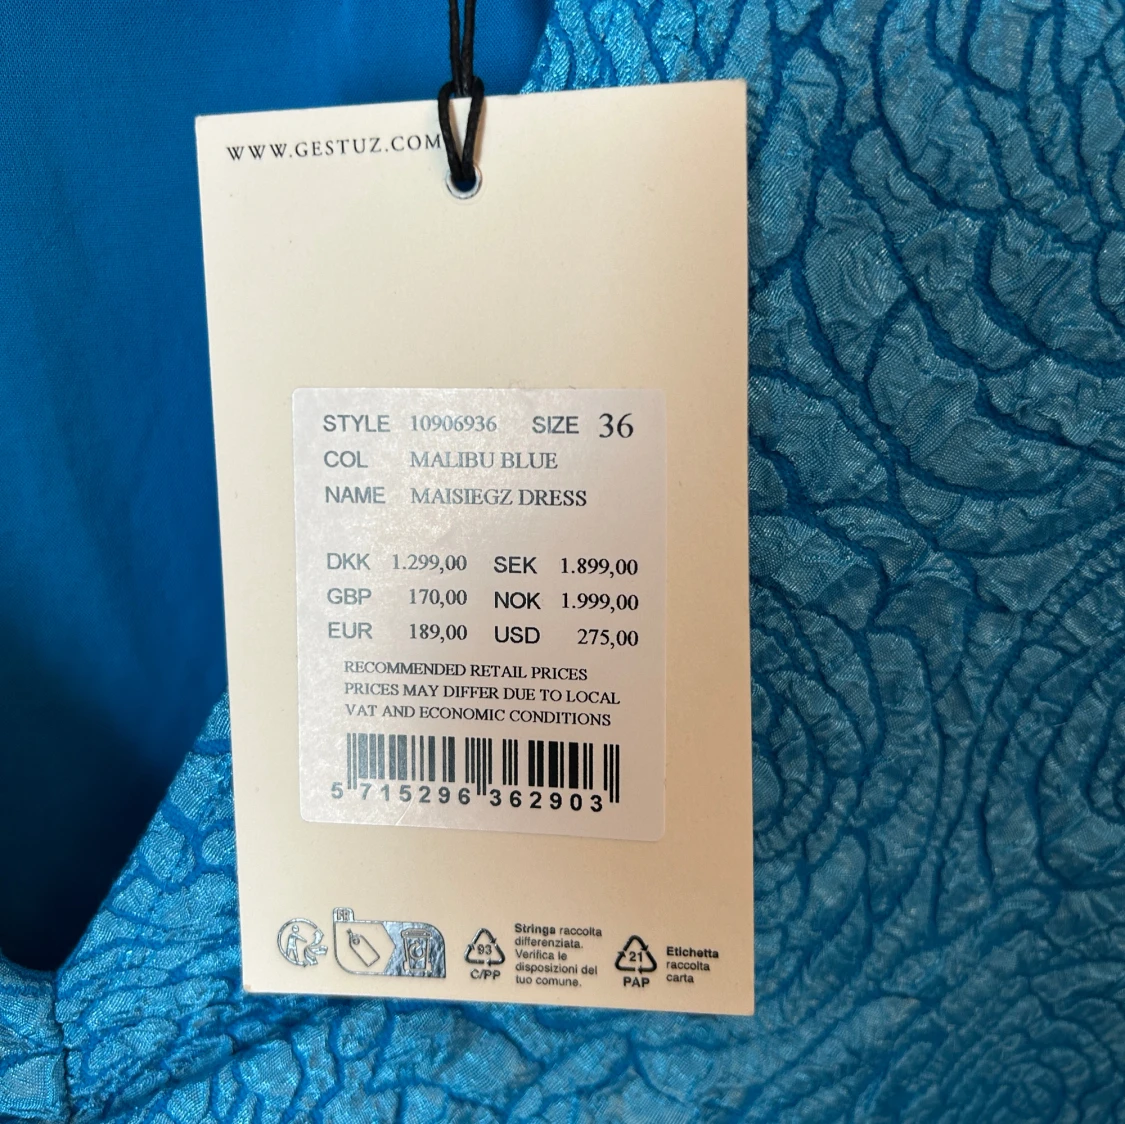 WWW.GESTUZ.COM
STYLE 10906936 SIZE 36
COL MALIBU BLUE
NAME MAISIEGZ DRESS
DKK 1.299,00 SEK 1.899,00
GBP 170,00 NOK 1.999,00
EUR 189,00 USD 275,00
RECOMMENDED RETAIL PRICES
PRICES MAY DIFFER DUE TO LOCAL
VAT AND ECONOMIC CONDITIONS
5 715296 362903
FR
93
C/PP
Stringa raccolta
differenziata.
Verifica le
disposizioni del
tuo comune.
21
PAP
Etichetta
raccolta
carta